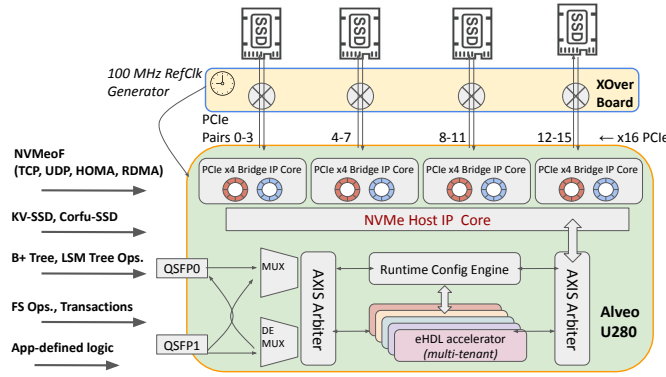 SSD
SSD
SSD
SSD
100 MHz RefClk
Generator
XOver
Board
PCIe
Pairs 0-3
4-7
8-11
12-15
← x16 PCIe
NVMeoF
(TCP, UDP, HOMA, RDMA)
PCIe x4 Bridge IP Core
PCIe x4 Bridge IP Core
PCIe x4 Bridge IP Core
PCIe x4 Bridge IP Core
NVMe Host IP Core
KV-SSD, Corfu-SSD
B+ Tree, LSM Tree Ops.
QSFP0
MUX
AXIS Arbiter
Runtime Config Engine
AXIS Arbiter
Alveo
U280
FS Ops., Transactions
QSFP1
DE
MUX
eHDL accelerator
(multi-tenant)
App-defined logic